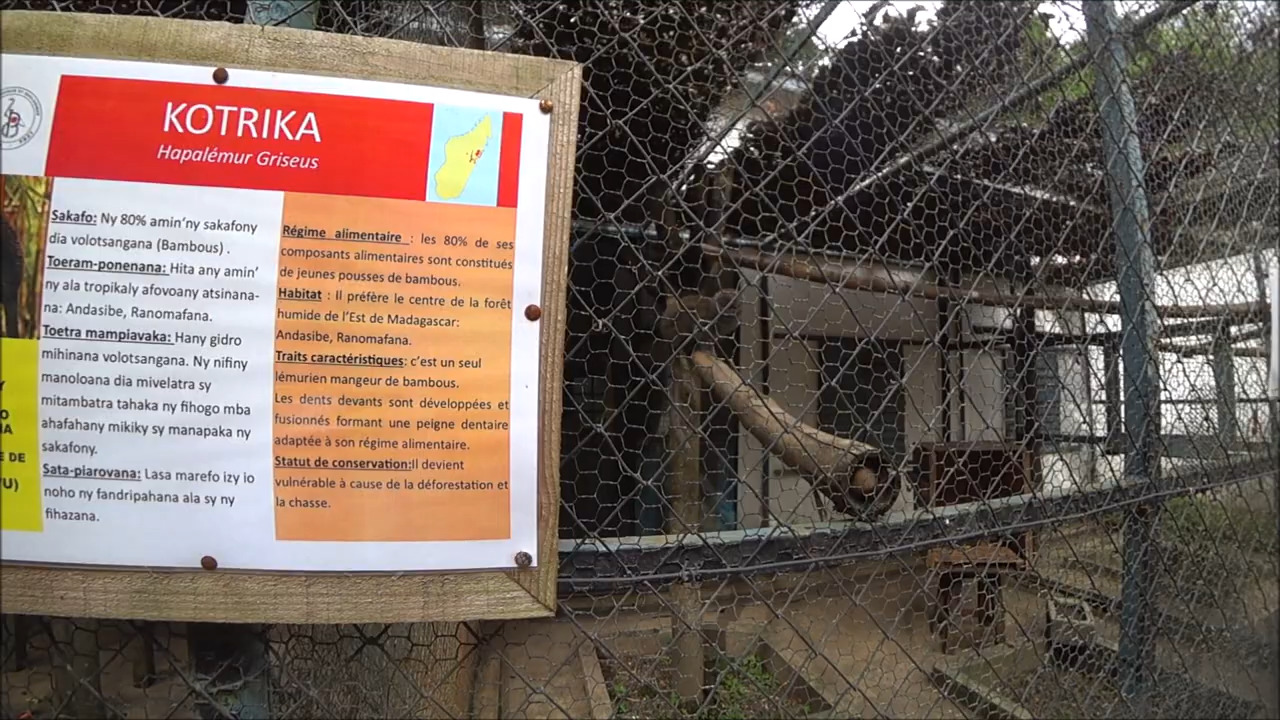 KOTRIKA
Hapalémur Griseus
Sakafo: Ny 80% amin'ny sakafony
dia volotsangana (Bambous) .
Toeram-ponenana: Hita any amin'
ny ala tropikaly afovoany atsinana-
na: Andasibe, Ranomafana.
Toetra mampiavaka: Hany gidro
mihinana volotsangana. Ny nifiny
manoloana dia mivelatra sy
mitambatra tahaka ny fihogo mba
ahafahany mikiky sy manapaka ny
sakafony.
Sata-piarovana: Lasa marefo izy io
noho ny fandripahana ala sy ny
fihazana.
Régime alimentaire : les 80% de ses
composants alimentaires sont constitués
de jeunes pousses de bambous.
Habitat : Il préfère le centre de la forêt
humide de l'Est de Madagascar:
Andasibe, Ranomafana.
Traits caractéristiques: c'est un seul
lémurien mangeur de bambous.
Les dents devants sont développées et
fusionnés formant une peigne dentaire
adaptée à son régime alimentaire.
Statut de conservation:Il devient
vulnérable à cause de la déforestation et
la chasse.
E DE